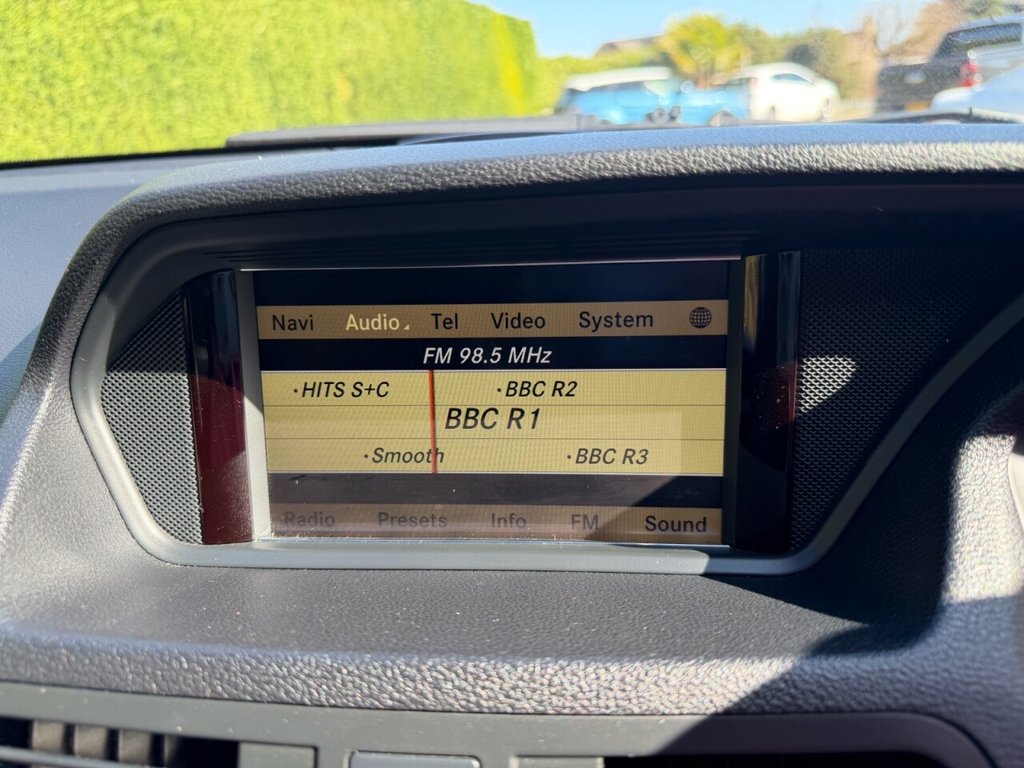 Navi Audio Tel Video System
FM 98.5 MHz
·HITS S+C ·BBC R2
BBC R1
·Smooth ·BBC R3
Radio Presets Info FM Sound